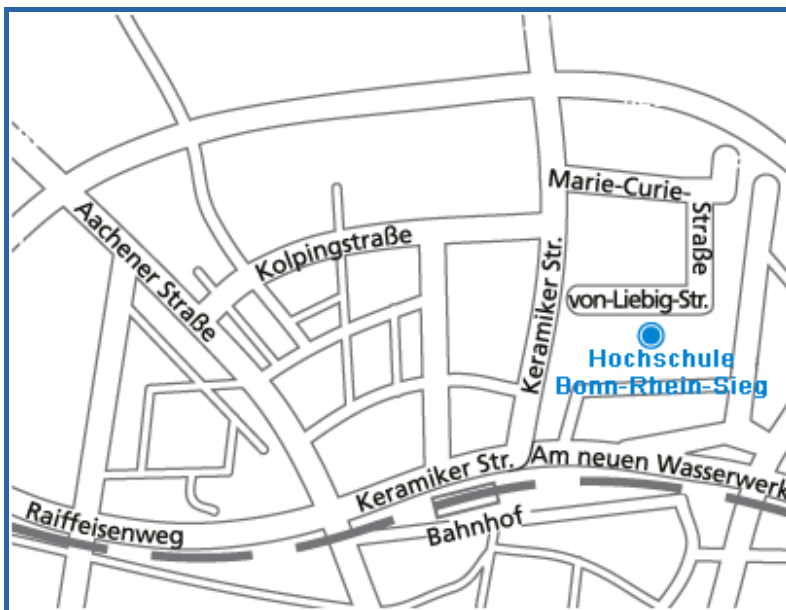 Marie-Curie-
Straße
Aachener Straße
Kolpingstraße
Keramiker Str.
von-Liebig-Str.
Hochschule
Bonn-Rhein-Sieg
Keramiker Str.
Am neuen Wasserwerk
Raiffeisenweg
Bahnhof